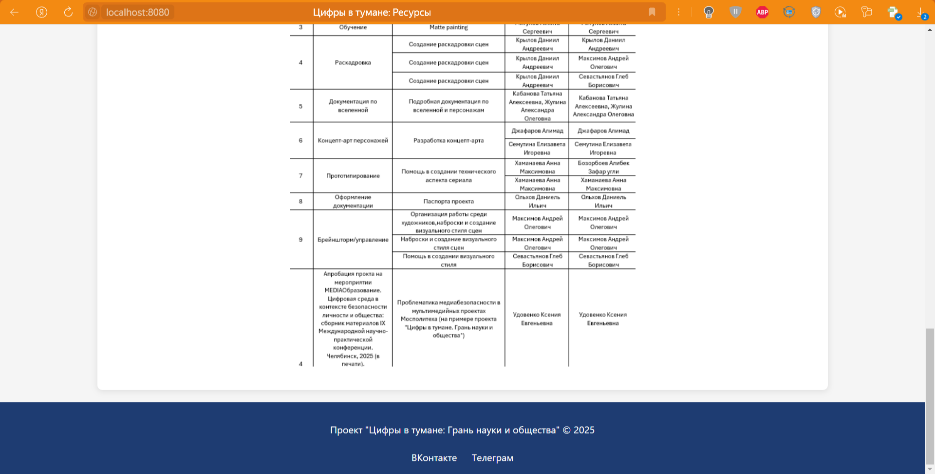 localhost:8080 Цифры в тумане: Ресурсы ABP
3 Обучение Matte painting Сергеевич Сергеевич
4 Раскадровка
Создание раскадровки сцен Крылов Даниил Андреевич Крылов Даниил Андреевич
Создание раскадровки сцен Крылов Даниил Андреевич Максимов Андрей Олегович
Создание раскадровки сцен Крылов Даниил Андреевич Севастьянов Глеб Борисович
5 Документация по
вселенной
Подробная документация по
вселенной и персонажам
Кабанова Татьяна
Алексеевна, Жупина
Александра
Олеговна
Кабанова Татьяна
Алексеевна, Жупина
Александра Олеговна
6 Концепт-арт персонажей Разработка концепт-арта
Джафаров Алимад Джафаров Алимад
Семутина Елизавета
Игоревна
Семутина Елизавета
Игоревна
7 Прототипирование
Помощь в создании технического
аспекта сериала
Хаманаева Анна
Максимовна
Бозорбоев Алибек
Зафар угли
Хаманаева Анна
Максимовна
Хаманаева Анна
Максимовна
8 Оформление
документации
Паспорта проекта
Ольхов Даниель
Ильич
Ольхов Даниель
Ильич
9 Брейншторм/управление
Организация работы среди
художников,наброски и создание
визуального стиля сцен
Максимов Андрей
Олегович
Максимов Андрей
Олегович
Наброски и создание визуального
стиля сцен
Максимов Андрей
Олегович
Максимов Андрей
Олегович
Помощь в создании визуального
стиля
Севастьянов Глеб
Борисович
Севастьянов Глеб
Борисович
4
Апробация прокта на
мероприятии
MEDIAОбразование.
Цифровая среда в
контексте безопасности
личности и общества:
сборник материалов IX
Международной научно-
практической
конференции.
Челябинск, 2025 (в
печати).
Проблематика медиабезопасности в
мультимедийных проектах
Мосполитеха (на примере проекта
"Цифры в тумане. Грань науки и
общества")
Удовенко Ксения
Евгеньевна
Удовенко Ксения
Евгеньевна
Проект "Цифры в тумане: Грань науки и общества" © 2025
ВКонтакте Телеграм